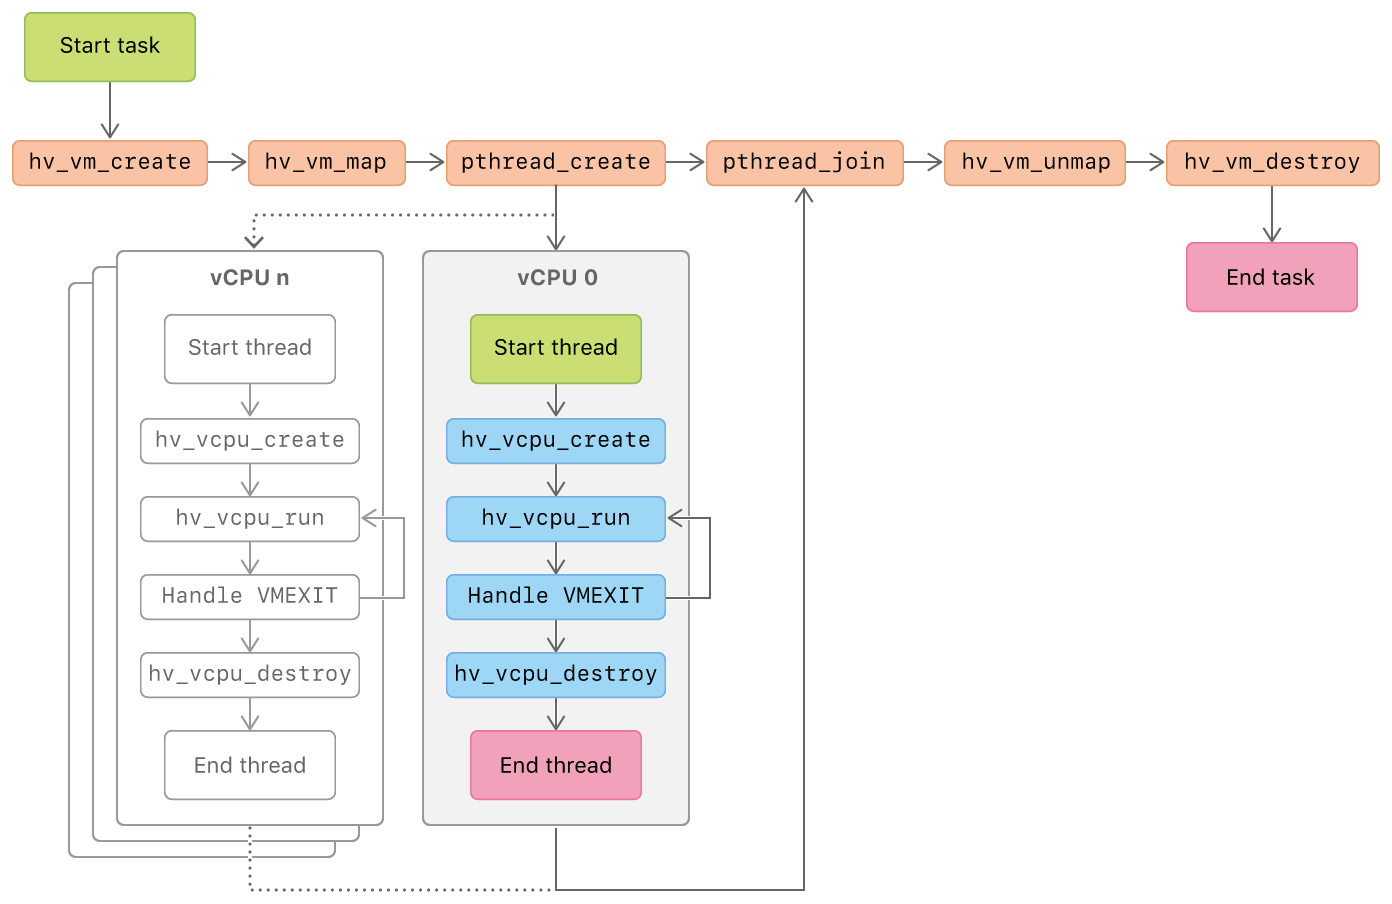 Start task
hv_vm_create
hv_vm_map
pthread_create
pthread_join
hv_vm_unmap
hv_vm_destroy
End task
vCPU n
Start thread
hv_vcpu_create
hv_vcpu_run
Handle VMEXIT
hv_vcpu_destroy
End thread
vCPU 0
Start thread
hv_vcpu_create
hv_vcpu_run
Handle VMEXIT
hv_vcpu_destroy
End thread